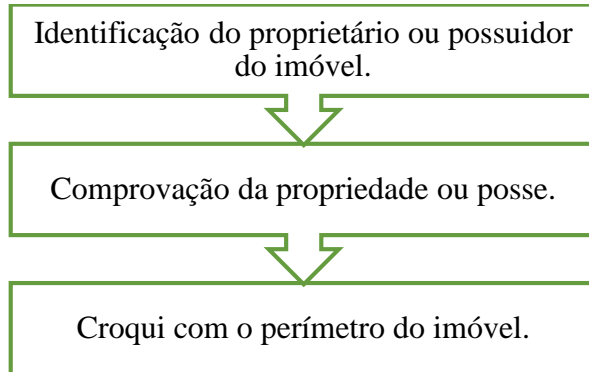 Identificação do proprietário ou possuidor
do imóvel.
Comprovação da propriedade ou posse.
Croqui com o perímetro do imóvel.